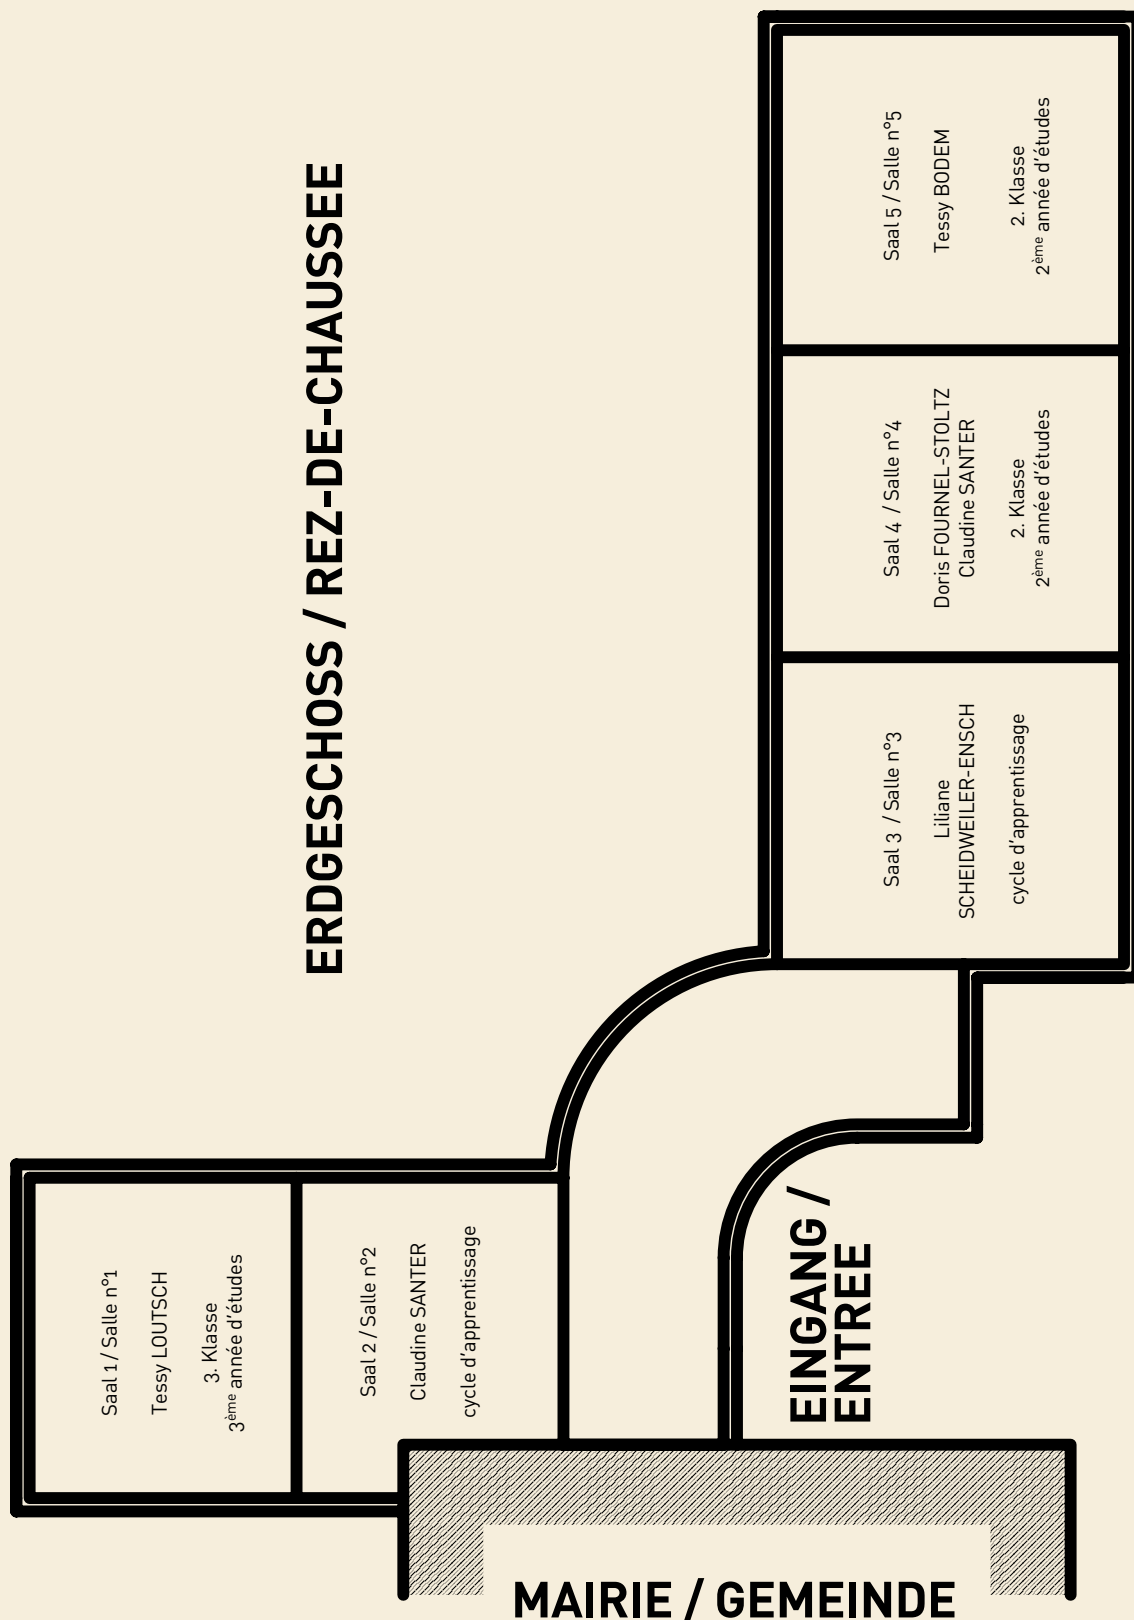 ERDGESCHOSS / REZ-DE-CHAUSSEE
Saal 1 / Salle n°1
Tessy LOUTSCH
3. Klasse
3ème année d'études
Saal 2 / Salle n°2
Claudine SANTER
cycle d'apprentissage
Saal 3 / Salle n°3
Liliane
SCHEIDWEILER-ENSCH
cycle d'apprentissage
Saal 4 / Salle n°4
Doris FOURNEL-STOLTZ
Claudine SANTER
2. Klasse
2ème année d'études
Saal 5 / Salle n°5
Tessy BODEM
2. Klasse
2ème année d'études
EINGANG /
ENTREE
MAIRIE / GEMEINDE